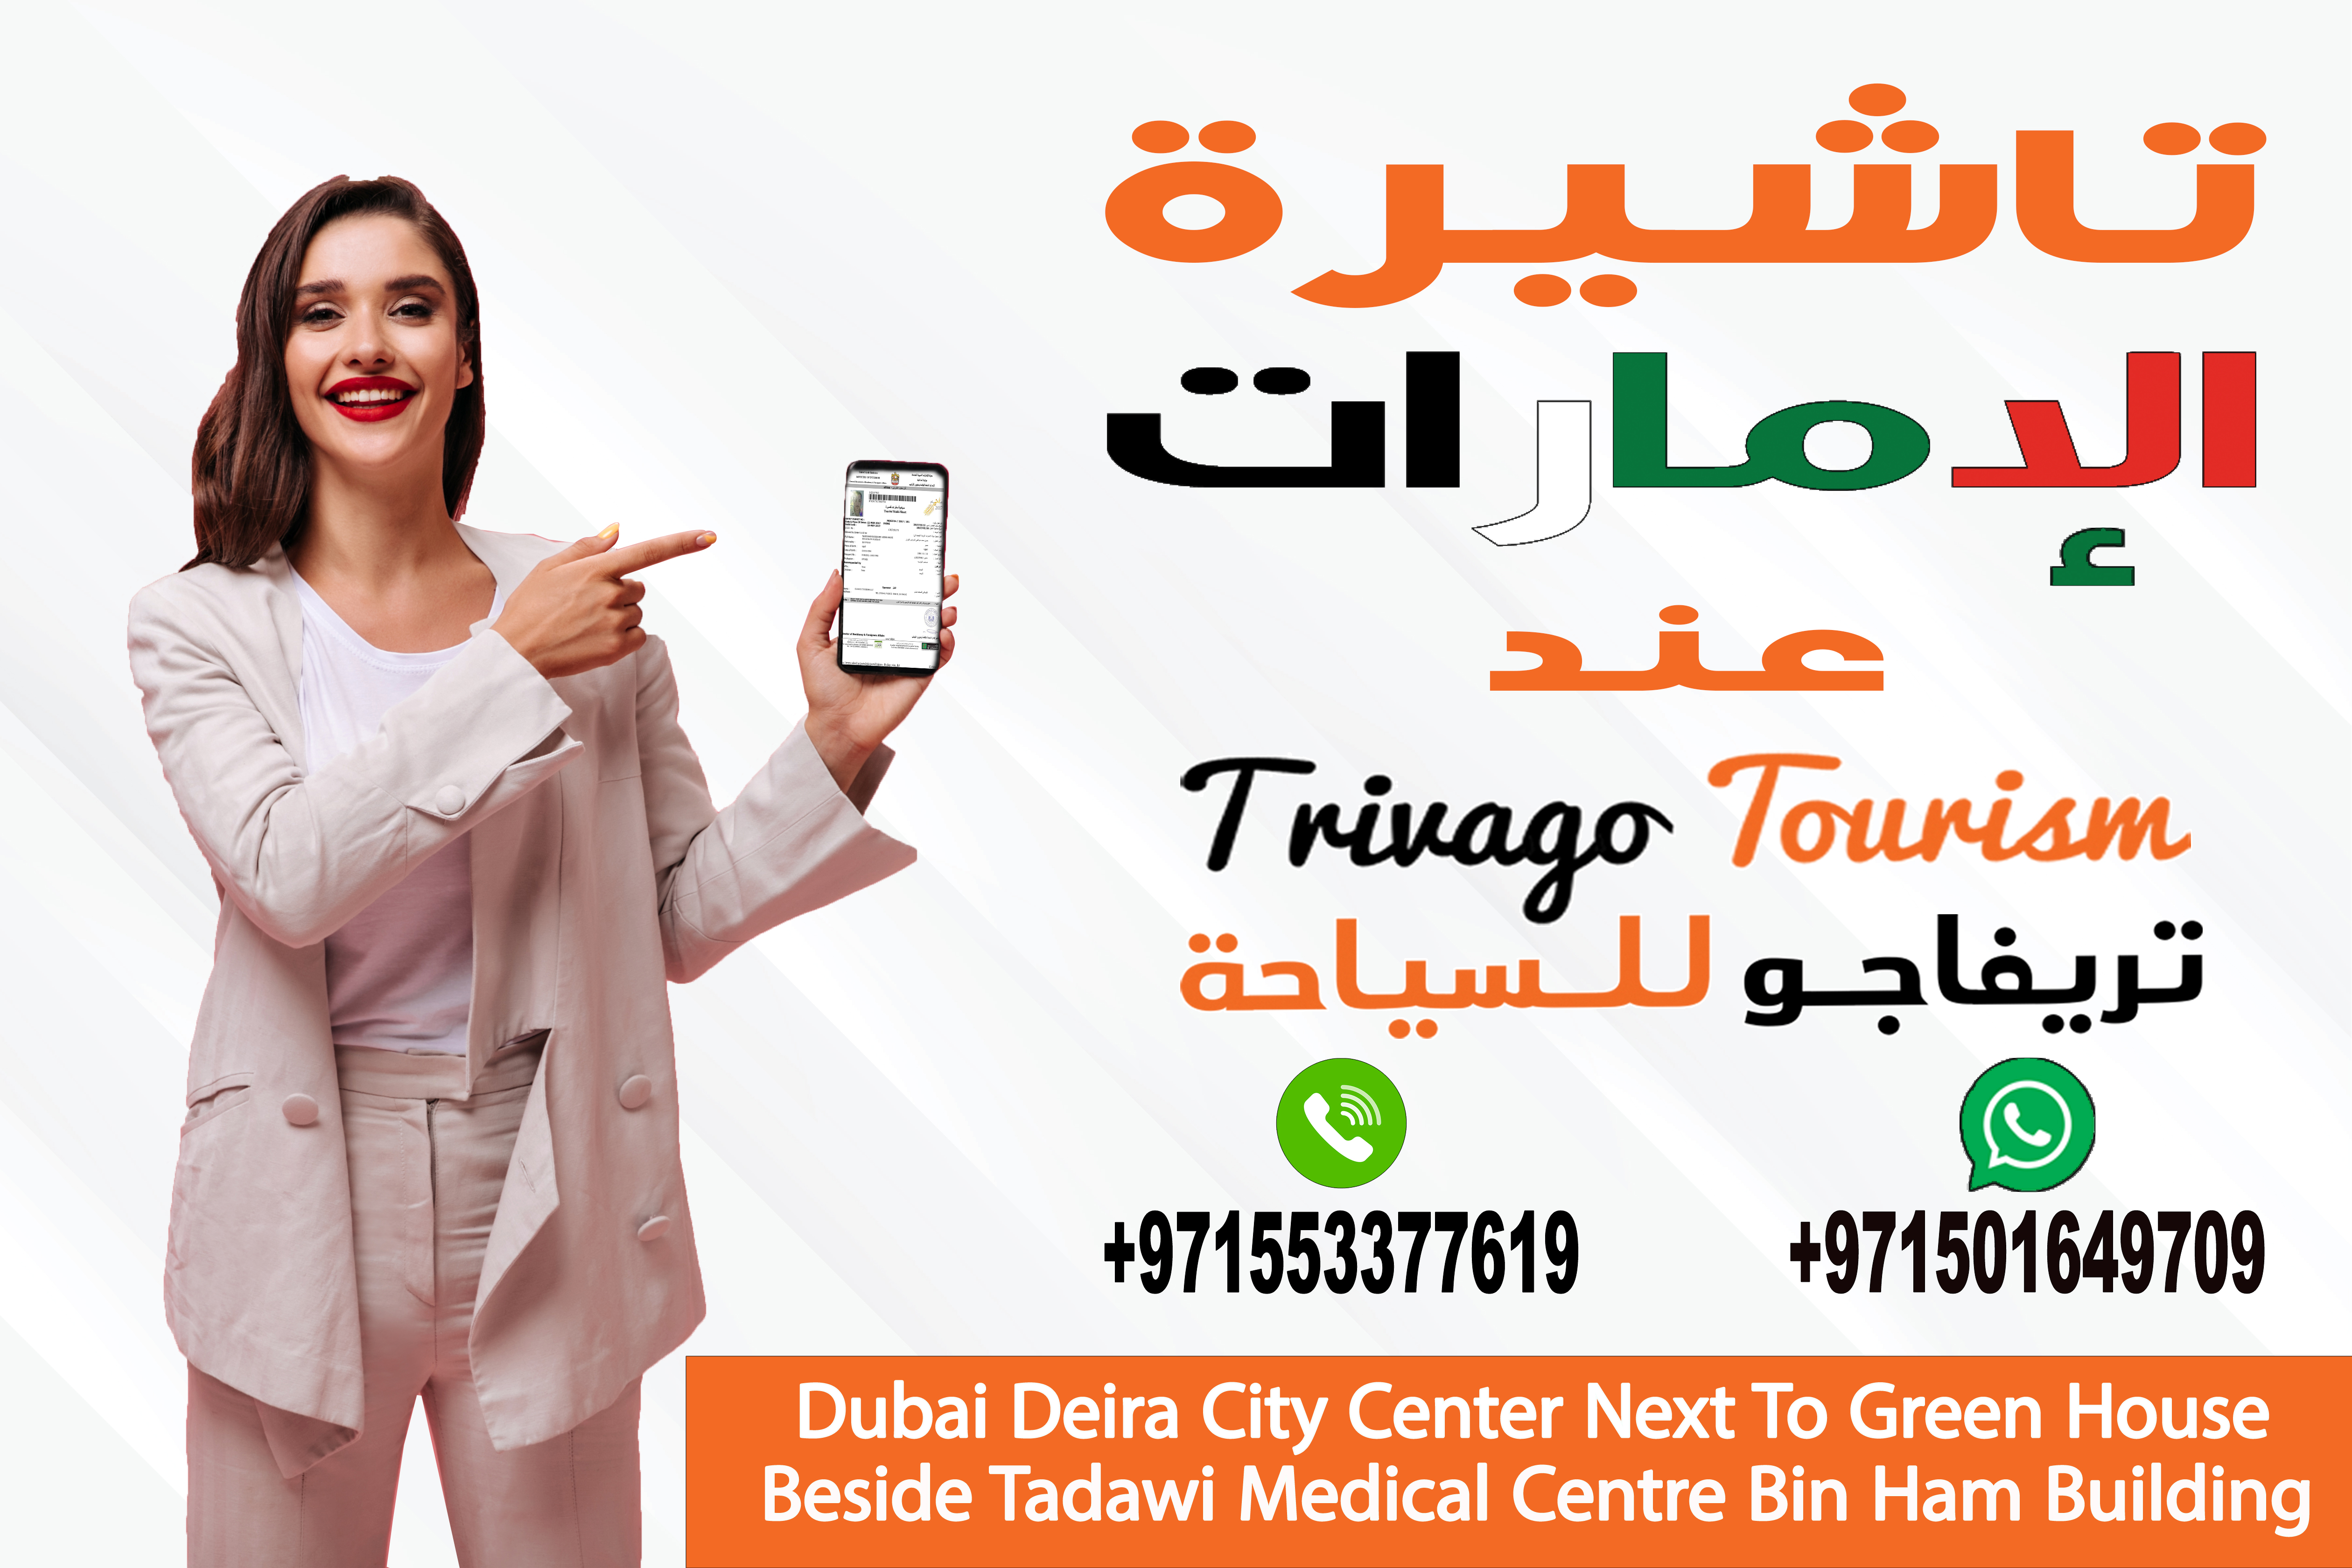 تاشيرة
الإمارات
عند
Trivago Tourism
تريفاجو للسياحة
+971553377619
+971501649709
Dubai Deira City Center Next To Green House
Beside Tadawi Medical Centre Bin Ham Building